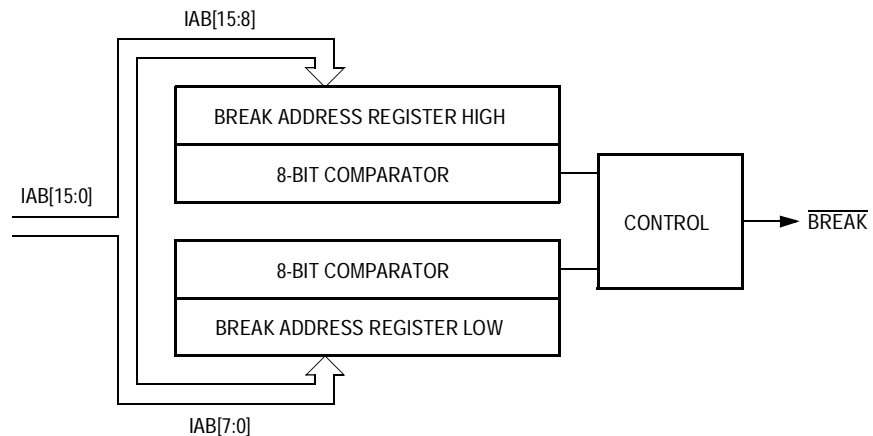 IAB[15:8]
BREAK ADDRESS REGISTER HIGH
8-BIT COMPARATOR
IAB[15:0]
CONTROL
BREAK
8-BIT COMPARATOR
BREAK ADDRESS REGISTER LOW
IAB[7:0]